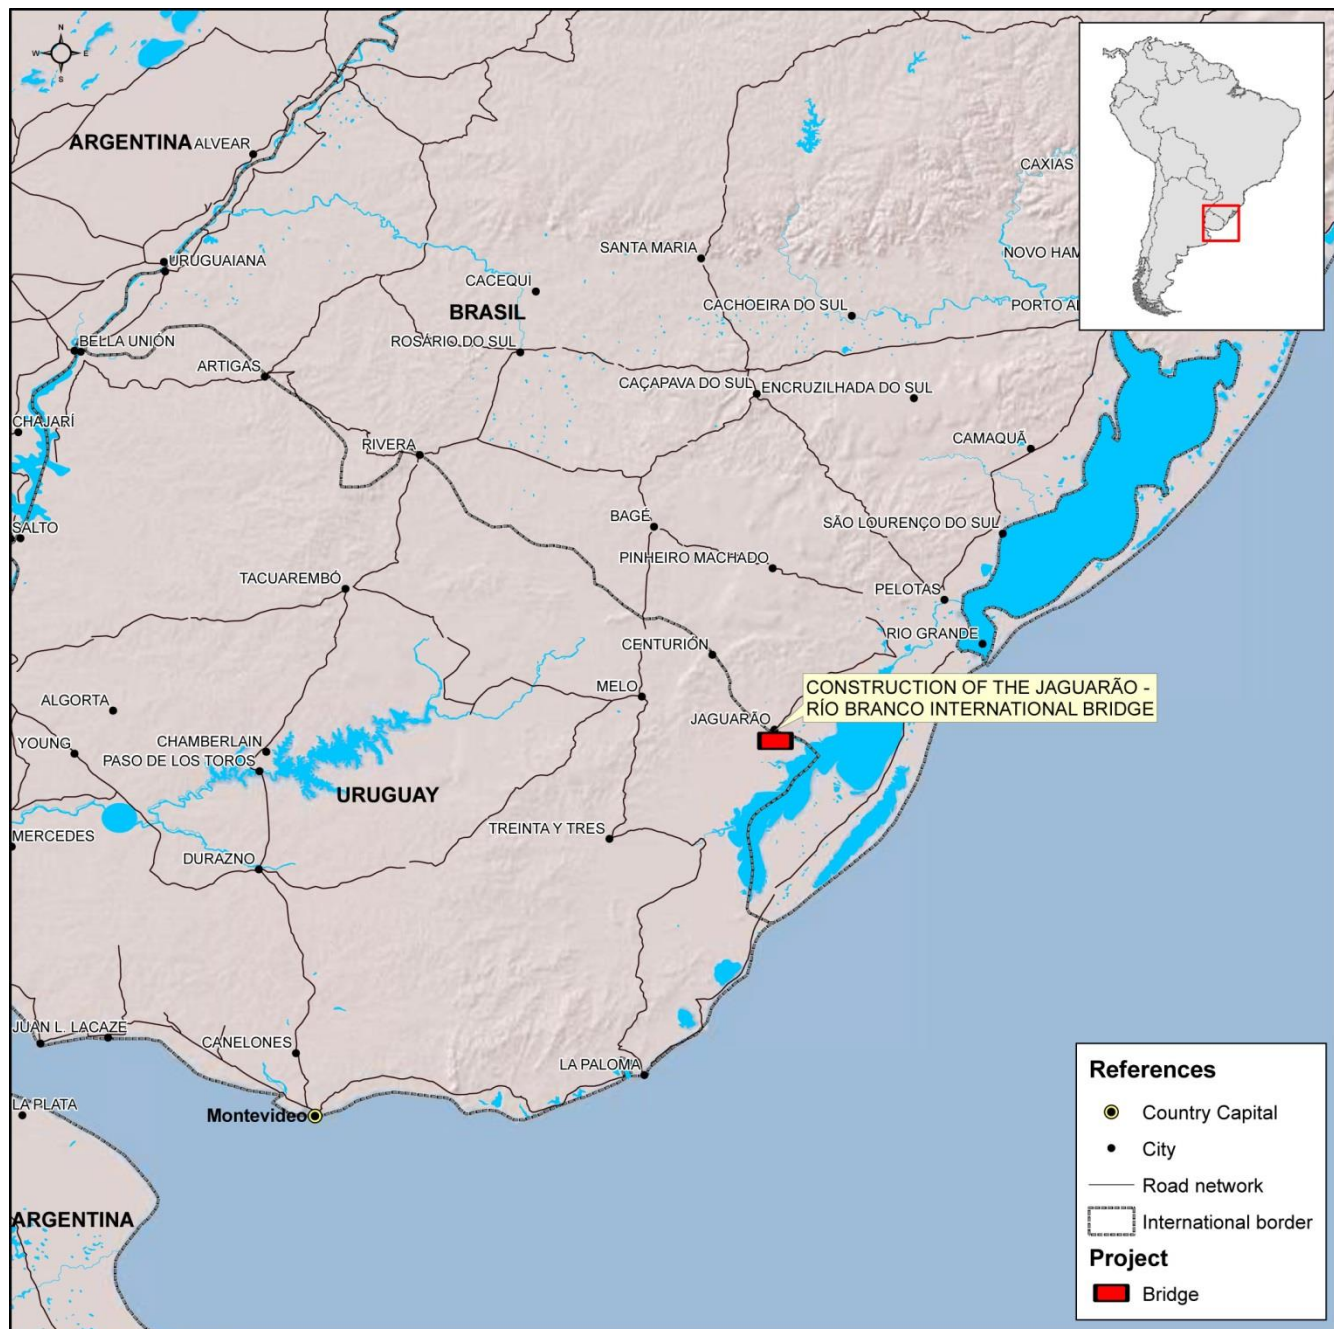 N
W E
S
ARGENTINA
ALVEAR
CAXIAS
SANTA MARIA
URUGUAIANA
NOVO HAM
CACEQUI
CACHOEIRA DO SUL
PORTO AL
BRASIL
BELLA UNIÓN
ROSÁRIO DO SUL
ARTIGAS
CAÇAPAVA DO SUL
ENCRUZILHADA DO SUL
CHAJARÍ
RIVERA
CAMAQUÃ
BAGÉ
SÃO LOURENÇO DO SUL
SALTO
PINHEIRO MACHADO
TACUAREMBÓ
PELOTAS
RIO GRANDE
CENTURIÓN
MELO
CONSTRUCTION OF THE JAGUARÃO -
RÍO BRANCO INTERNATIONAL BRIDGE
ALGORTA
JAGUARÃO
YOUNG
CHAMBERLAIN
PASO DE LOS TOROS
URUGUAY
MERCEDES
TREINTA Y TRES
DURAZNO
JUAN L. LACAZE
CANELONES
LA PALOMA
LA PLATA
Montevideo
ARGENTINA
References
Country Capital
City
Road network
International border
Project
Bridge